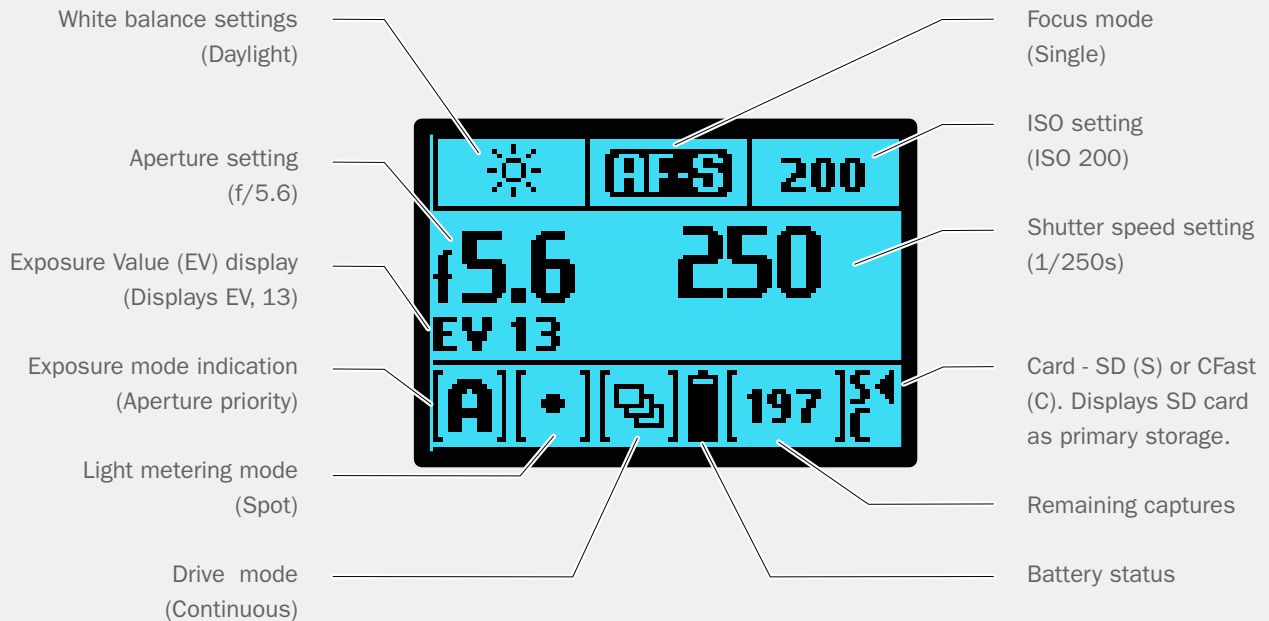 White balance settings
(Daylight)
Aperture setting
(f/5.6)
Exposure Value (EV) display
(Displays EV, 13)
Exposure mode indication
(Aperture priority)
Light metering mode
(Spot)
Drive mode
(Continuous)
AF-S
200
f5.6
250
EV 13
[A][ ][ ] [197]S
C
Focus mode
(Single)
ISO setting
(ISO 200)
Shutter speed setting
(1/250s)
Card - SD (S) or CFast
(C). Displays SD card
as primary storage.
Remaining captures
Battery status